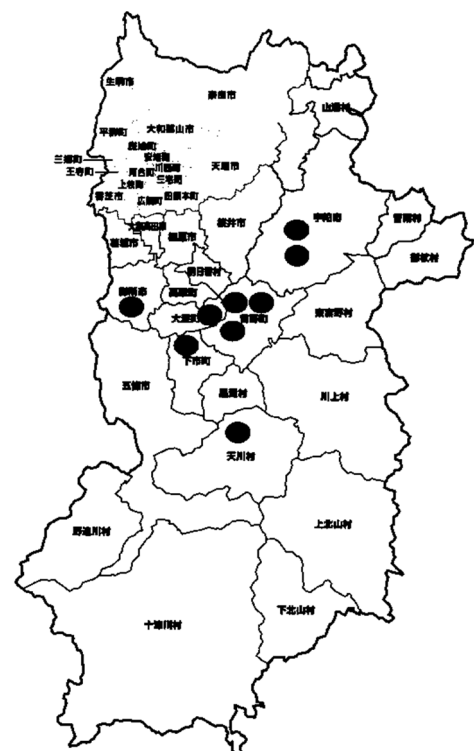 生駒市
奈良市
山添村
平群町
大和郡山市
斑鳩町
安堵町
三郷町
川西町
天理市
王寺町
河合町
三宅町
上牧町
香芝市
広陵町
田原本町
大和高田市
桜井市
宇陀市
曽爾村
葛城市
橿原市
御杖村
明日香村
御所市
高取町
大淀町
吉野町
東吉野村
下市町
五條市
黒滝村
川上村
天川村
野迫川村
上北山村
下北山村
十津川村